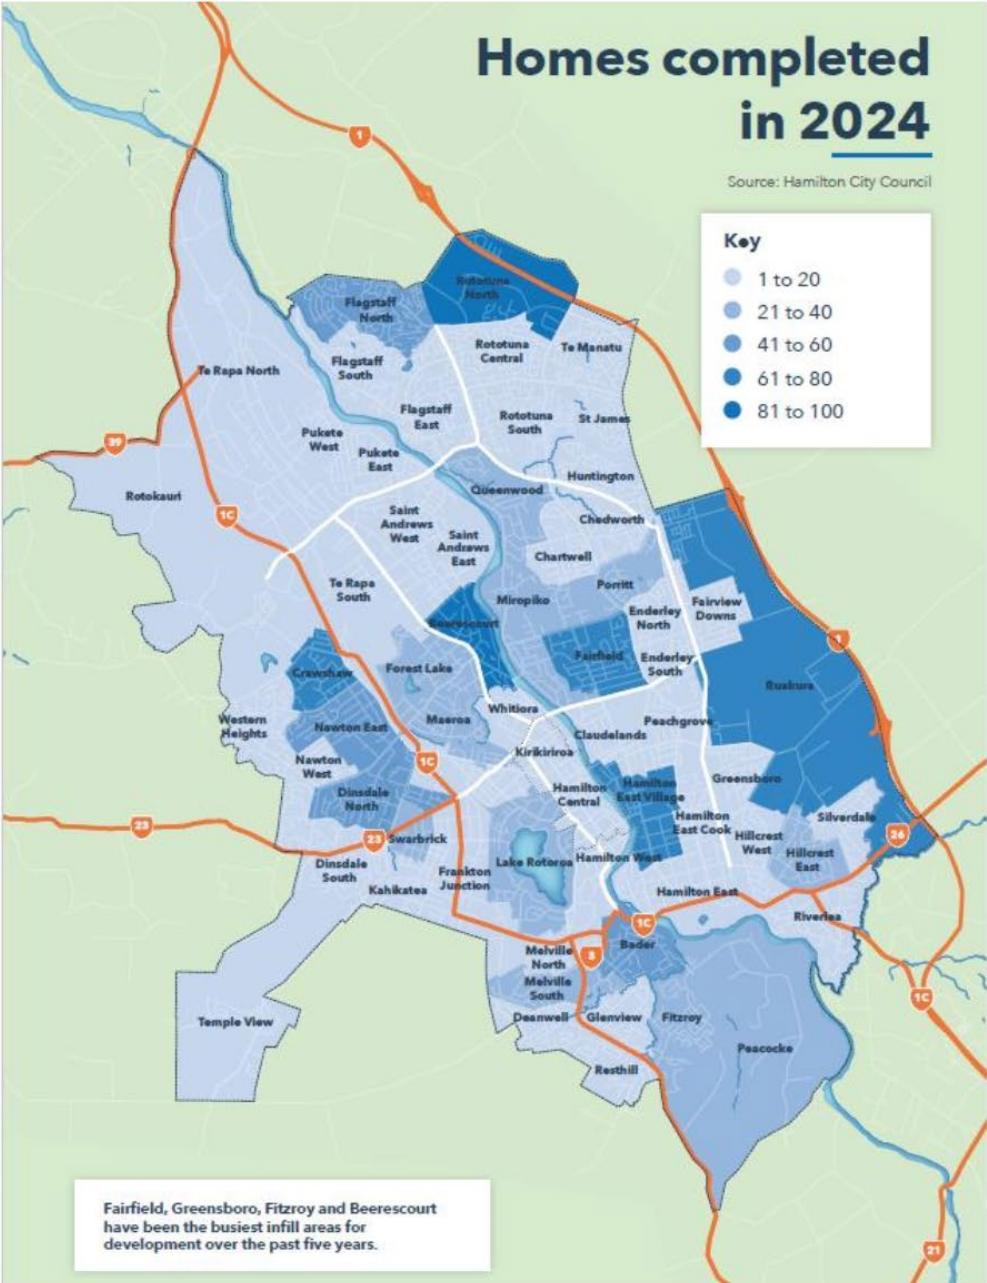 Homes completed
in 2024
Source: Hamilton City Council
Key
1 to 20
21 to 40
41 to 60
61 to 80
81 to 100
1
Rototuna
North
Flagstaff
North
Rototuna
Central
Te Manatu
Flagstaff
South
Te Rapa North
Flagstaff
East
Rototuna
South
St James
Pukete
West
Pukete
East
39
Huntington
Queenwood
Rotokauri
1C
Saint
Andrews
West
Chedworth
Saint
Andrews
East
Chartwell
Te Rapa
South
Porritt
Miropiko
Enderley
North
Fairview
Downs
Beerescourt
1
Fairfield
Enderley
South
Crawshaw
Forest Lake
Ruakura
Whitiora
Western
Heights
Nawton East
Maeroa
Peachgrove
Claudelands
Kirikiriroa
Nawton
West
1C
Greensboro
Hamilton
Central
Hamilton
East Village
Dinsdale
North
Hamilton
East Cook
Silverdale
23
23
Swarbrick
26
Hillcrest
West
Hillcrest
East
Lake Rotoroa
Hamilton West
Dinsdale
South
Frankton
Junction
Kahikatea
Hamilton East
Riverlea
1C
Bader
Melville
North
3
Melville
South
1C
Temple View
Deanwell
Glenview
Fitzroy
Peacocke
Resthill
Fairfield, Greensboro, Fitzroy and Beerescourt
have been the busiest infill areas for
development over the past five years.
21